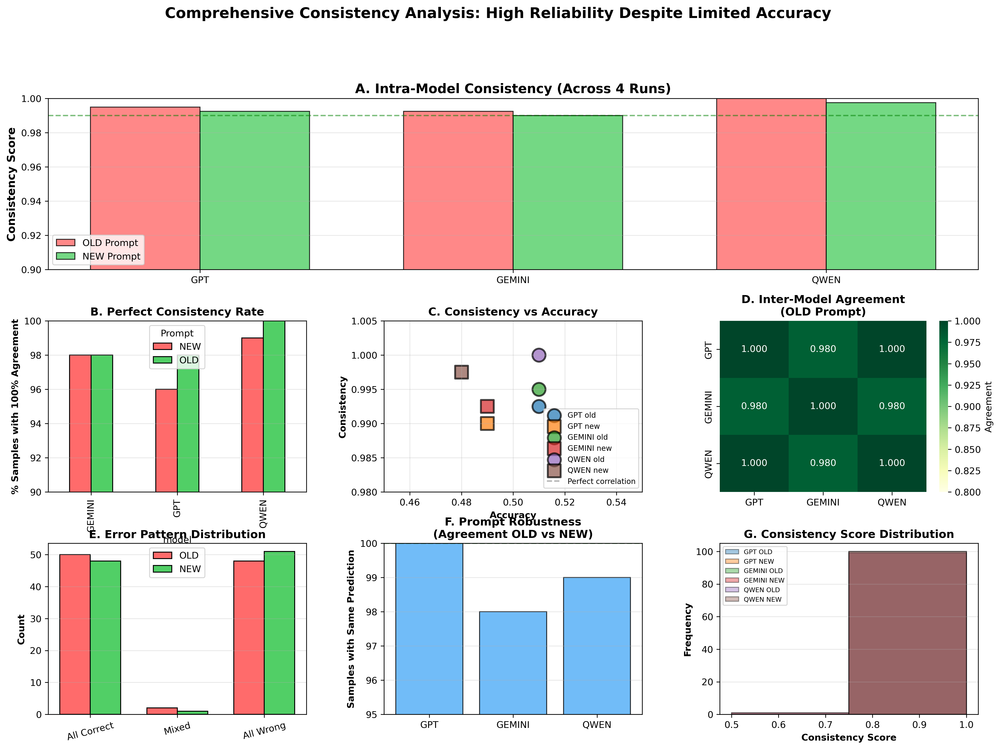 Comprehensive Consistency Analysis: High Reliability Despite Limited Accuracy
A. Intra-Model Consistency (Across 4 Runs)
Consistency Score
1.00
0.98
0.96
0.94
0.92
0.90
OLD Prompt
NEW Prompt
GPT
GEMINI
QWEN
B. Perfect Consistency Rate
% Samples with 100% Agreement
100
98
96
94
92
90
Prompt
NEW
OLD
GEMINI
GPT
QWEN
model
C. Consistency vs Accuracy
Consistency
1.005
1.000
0.995
0.990
0.985
0.980
GPT old
GPT new
GEMINI old
GEMINI new
QWEN old
QWEN new
Perfect correlation
0.46
0.48
0.50
0.52
0.54
Accuracy
D. Inter-Model Agreement
(OLD Prompt)
GPT
GEMINI
QWEN
1.000 0.980 1.000
0.980 1.000 0.980
1.000 0.980 1.000
GPT
GEMINI
QWEN
1.000
0.975
0.950
0.925
0.900
0.875
0.850
0.825
0.800
Agreement
E. Error Pattern Distribution
Count
50
40
30
20
10
0
OLD
NEW
All Correct
Mixed
All Wrong
F. Prompt Robustness
(Agreement OLD vs NEW)
Samples with Same Prediction
100
99
98
97
96
95
GPT
GEMINI
QWEN
G. Consistency Score Distribution
Frequency
100
80
60
40
20
0
GPT OLD
GPT NEW
GEMINI OLD
GEMINI NEW
QWEN OLD
QWEN NEW
0.5
0.6
0.7
0.8
0.9
1.0
Consistency Score